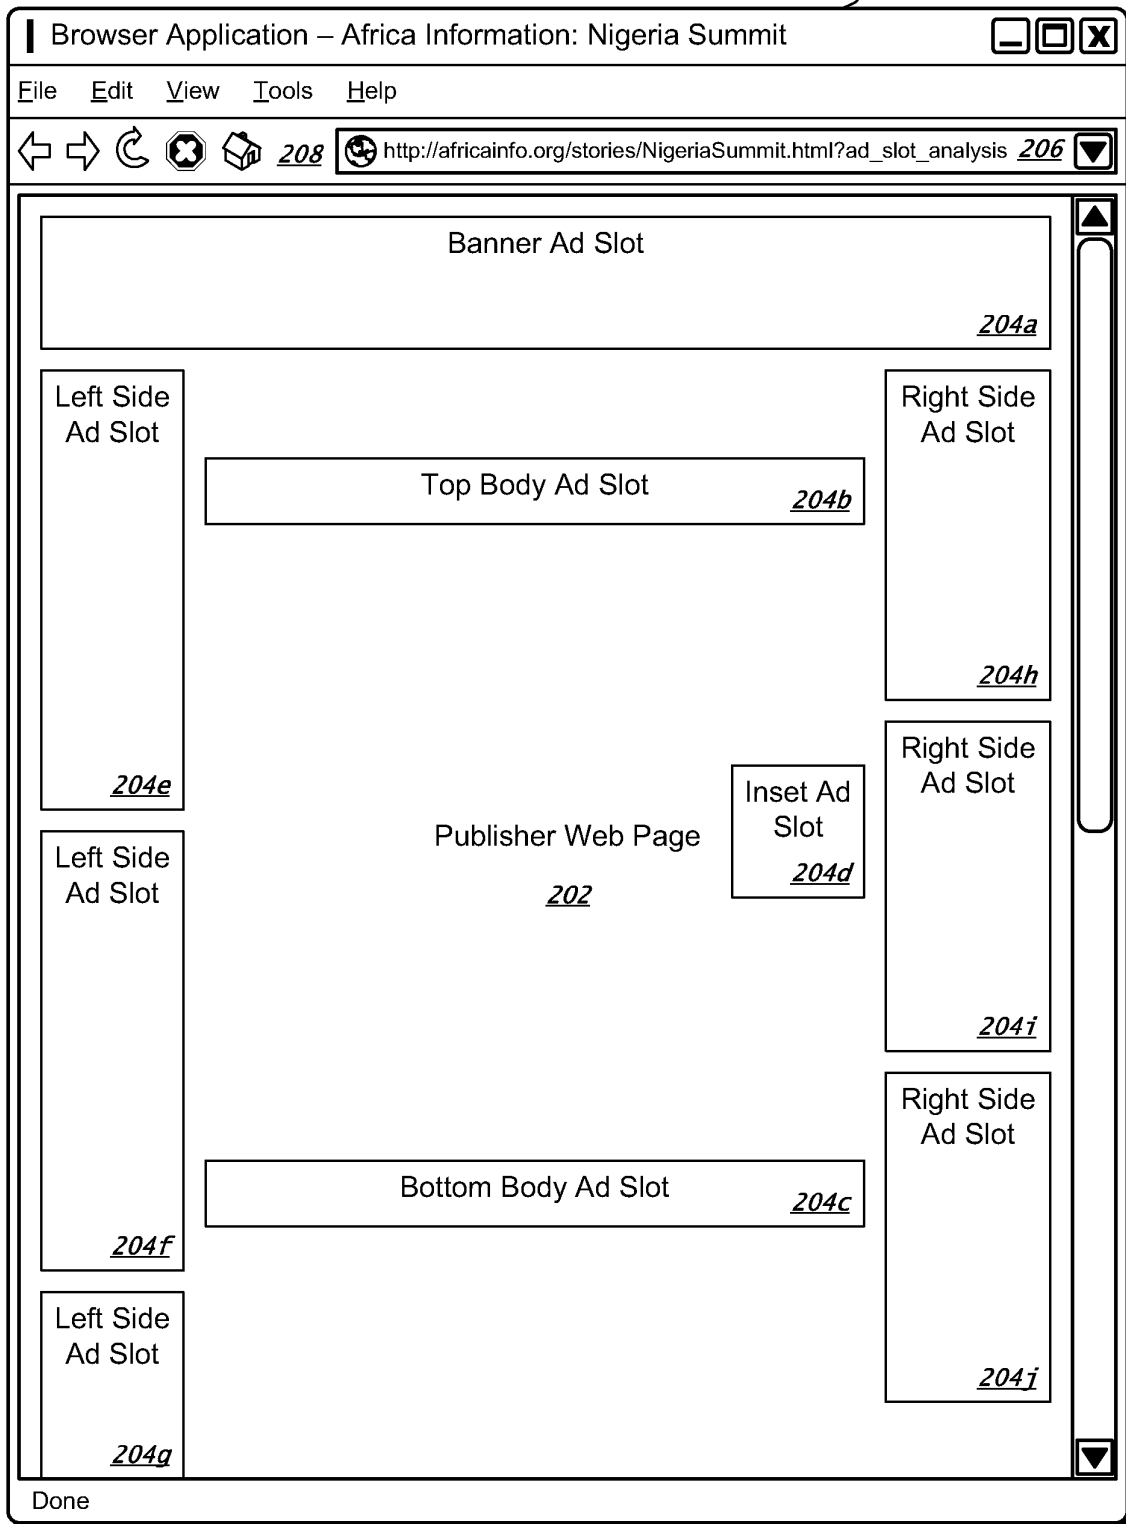 Browser Application – Africa Information: Nigeria Summit
File Edit View Tools Help
208 http://africainfo.org/stories/NigeriaSummit.html?ad_slot_analysis 206
Banner Ad Slot
204a
Left Side
Ad Slot
204e
Top Body Ad Slot
204b
Right Side
Ad Slot
204h
Publisher Web Page
202
Inset Ad
Slot
204d
Right Side
Ad Slot
204i
Left Side
Ad Slot
204f
Bottom Body Ad Slot
204c
Right Side
Ad Slot
204j
Left Side
Ad Slot
204g
Done